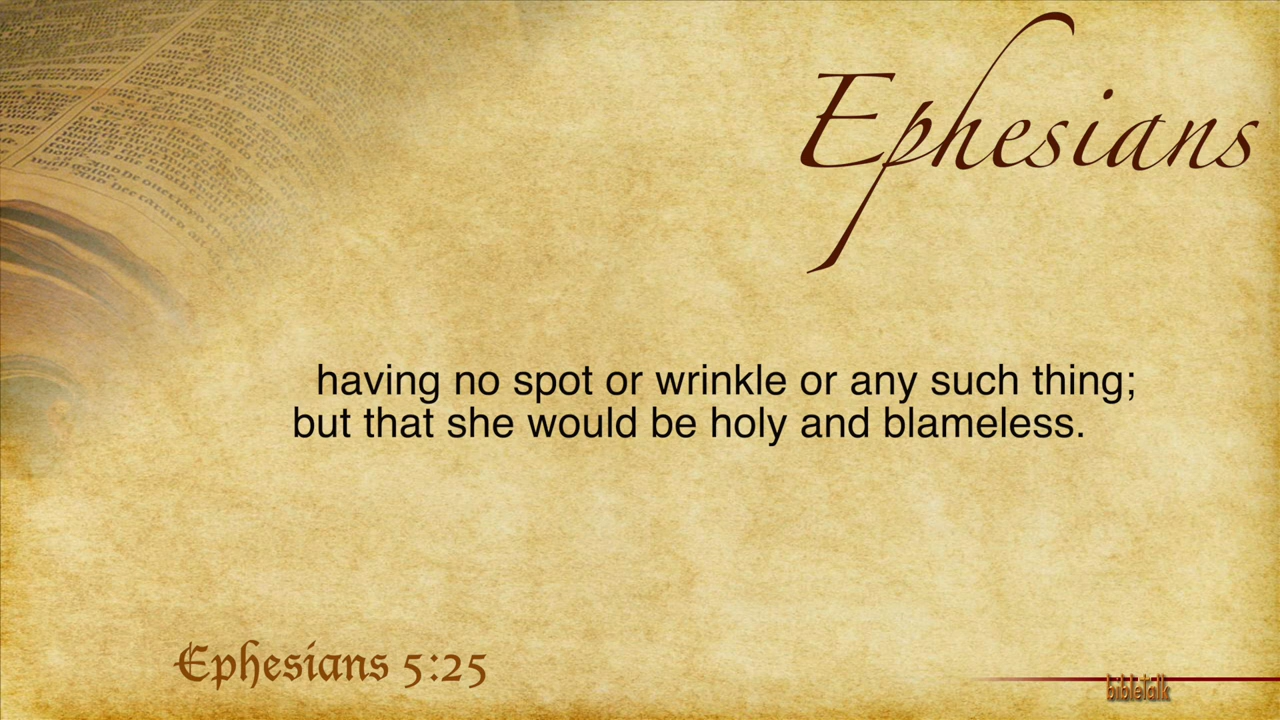 Ephesians
having no spot or wrinkle or any such thing;
but that she would be holy and blameless.
Ephesians 5:25
bibletalk